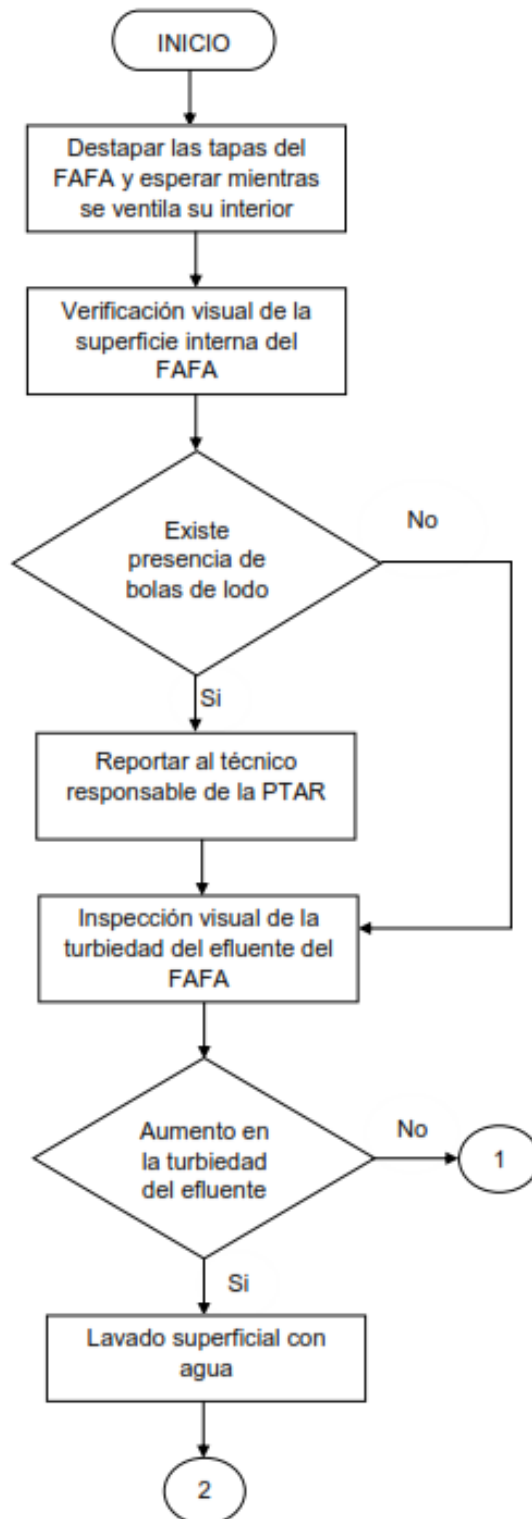 INICIO
Destapar las tapas del
FAFA y esperar mientras
se ventila su interior
Verificación visual de la
superficie interna del
FAFA
Existe
presencia de
bolas de lodo
No
Si
Reportar al técnico
responsable de la PTAR
Inspección visual de la
turbiedad del efluente del
FAFA
Aumento en
la turbiedad
del efluente
No
1
Si
Lavado superficial con
agua
2